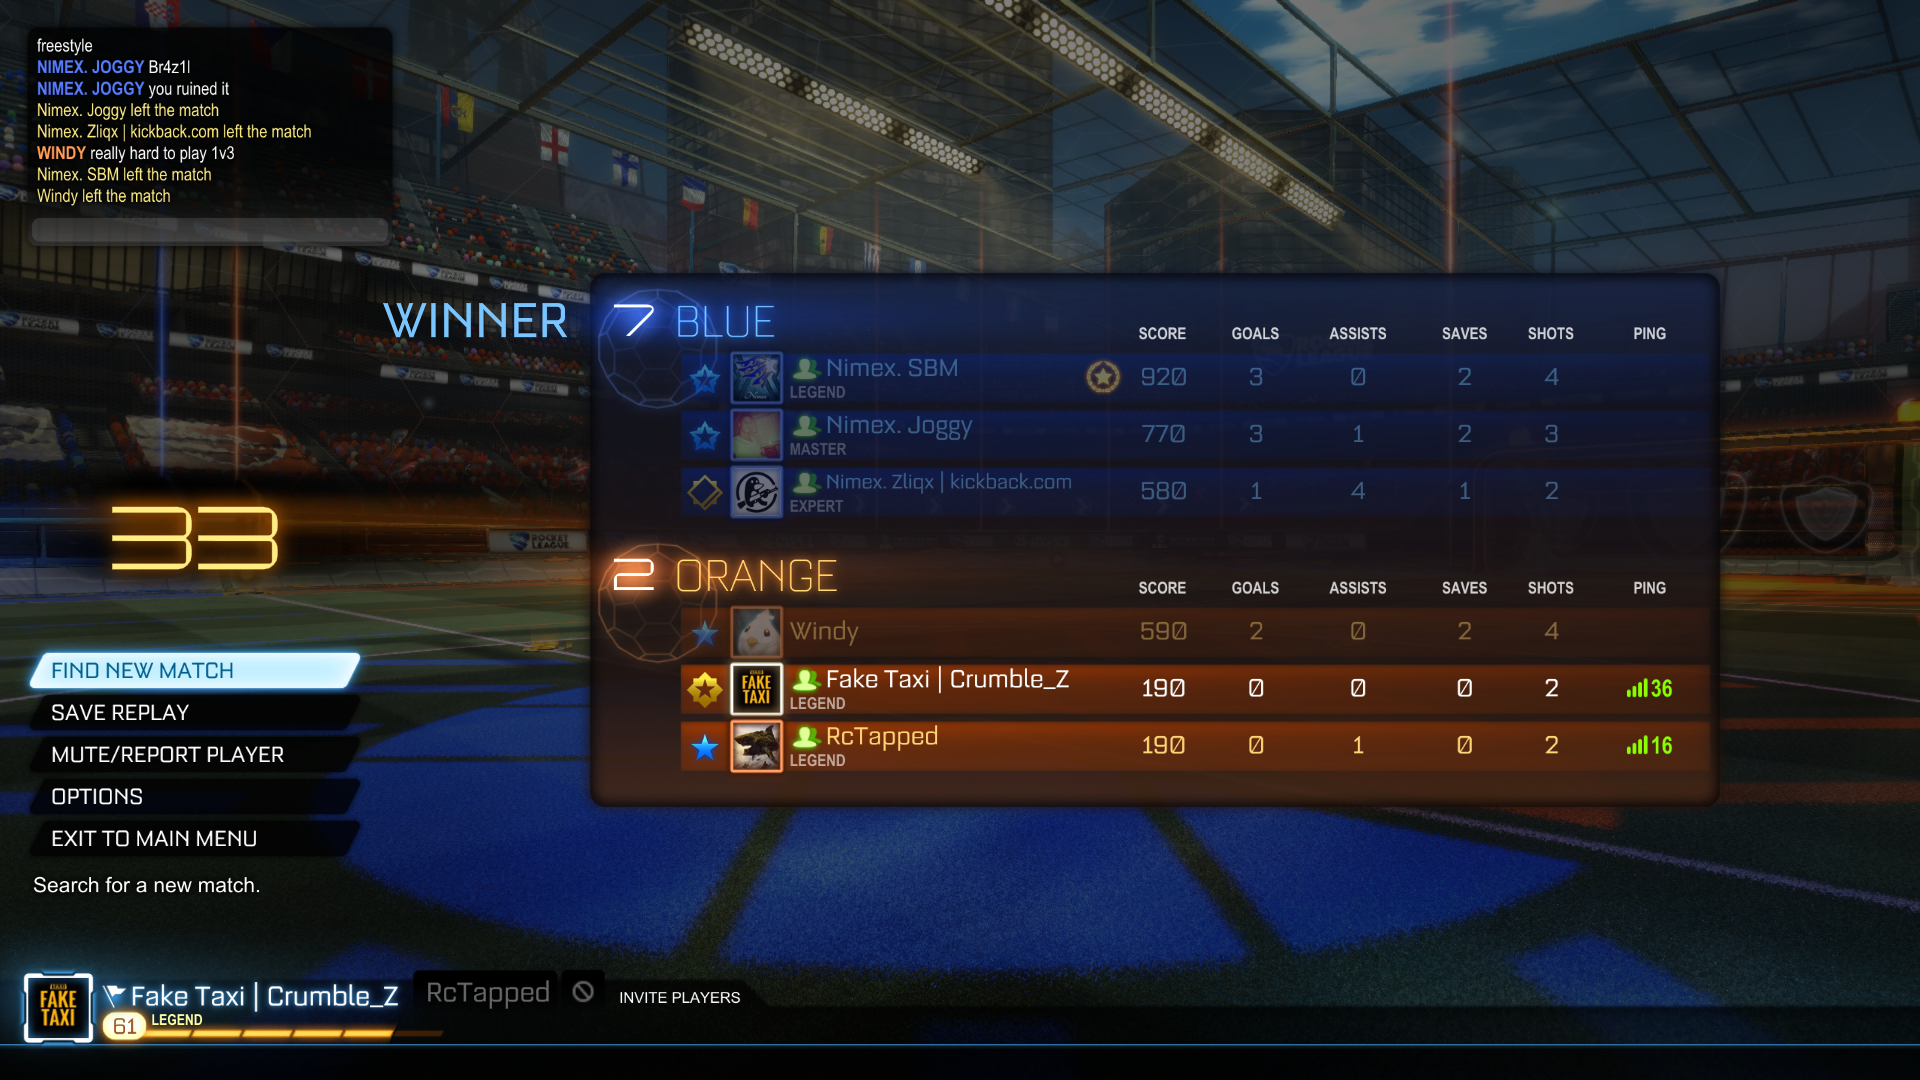 freestyle
NIMEX. JOGGY Br4z1l
NIMEX. JOGGY you ruined it
Nimex. Joggy left the match
Nimex. Zliqx | kickback.com left the match
WINDY really hard to play 1v3
Nimex. SBM left the match
Windy left the match
WINNER 7 BLUE
SCORE GOALS ASSISTS SAVES SHOTS PING
Nimex. SBM 920 3 0 2 4
LEGEND
Nimex. Joggy 770 3 1 2 3
MASTER
Nimex. Zliqx | kickback.com 580 1 4 1 2
EXPERT
33
ROCKET LEAGUE
2 ORANGE
SCORE GOALS ASSISTS SAVES SHOTS PING
Windy 590 2 0 2 4
FAKE TAXI Fake Taxi | Crumble_Z 190 0 0 0 2 36
LEGEND
RcTapped 190 0 1 0 2 16
LEGEND
FIND NEW MATCH
SAVE REPLAY
MUTE/REPORT PLAYER
OPTIONS
EXIT TO MAIN MENU
Search for a new match.
FAKE TAXI Fake Taxi | Crumble_Z RcTapped INVITE PLAYERS
61 LEGEND